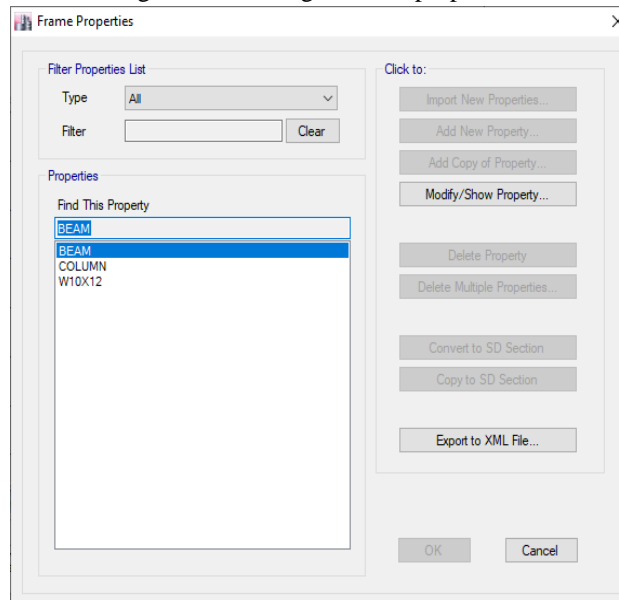 Frame Properties
Filter Properties List
Type All
Filter Clear
Properties
Find This Property
BEAM
BEAM
COLUMN
W10X12
Click to:
Import New Properties...
Add New Property...
Add Copy of Property...
Modify/Show Property...
Delete Property
Delete Multiple Properties...
Convert to SD Section
Copy to SD Section
Export to XML File...
OK Cancel